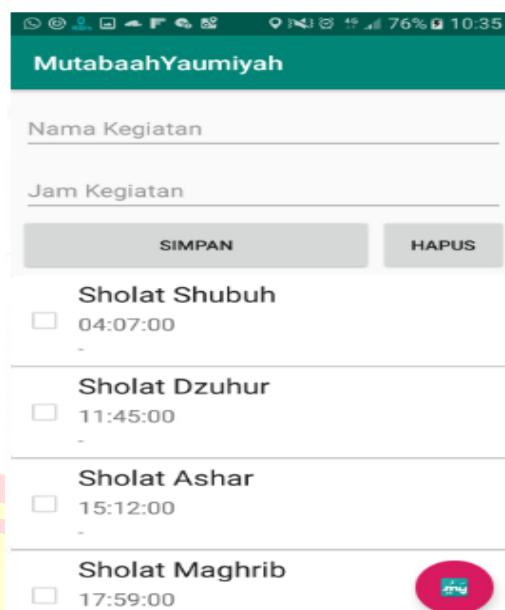 76% 10:35
MutabaahYaumiyah
Nama Kegiatan
Jam Kegiatan
SIMPAN HAPUS
Sholat Shubuh
04:07:00
-
Sholat Dzuhur
11:45:00
-
Sholat Ashar
15:12:00
-
Sholat Maghrib
17:59:00
my